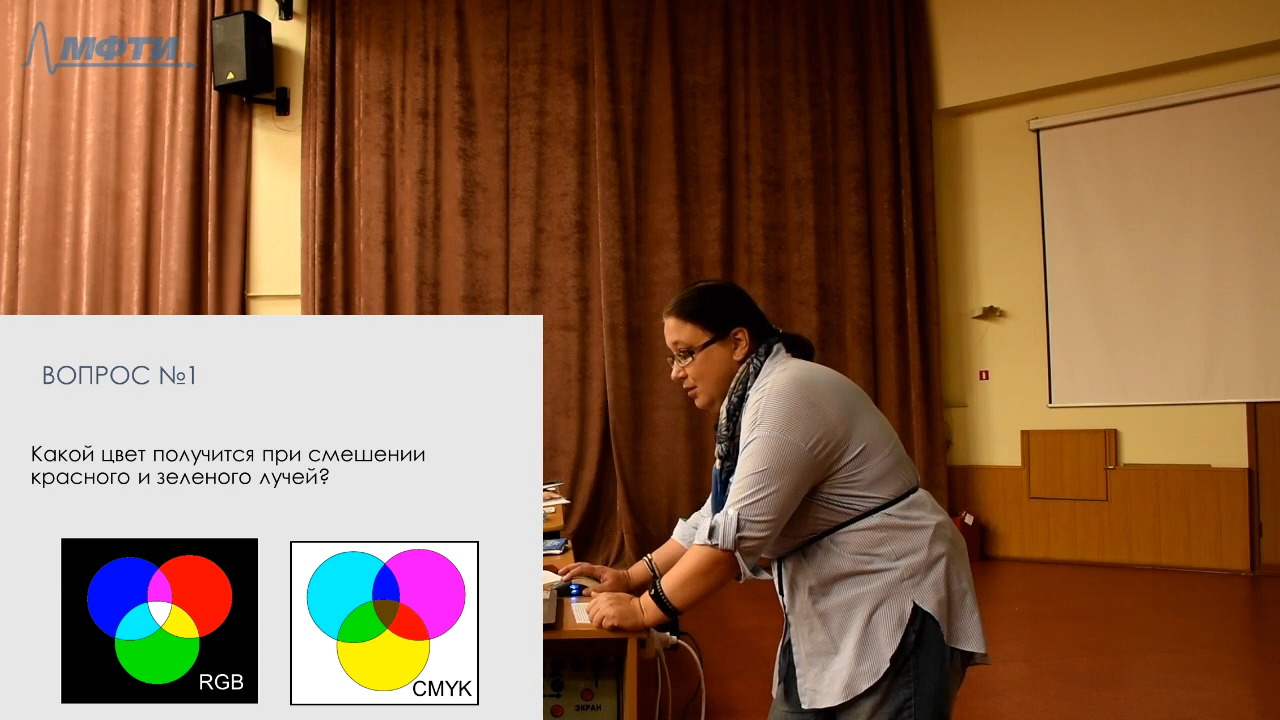 МФТИ
ВОПРОС №1
Какой цвет получится при смешении
красного и зеленого лучей?
RGB
CMYK
ЭКРАН